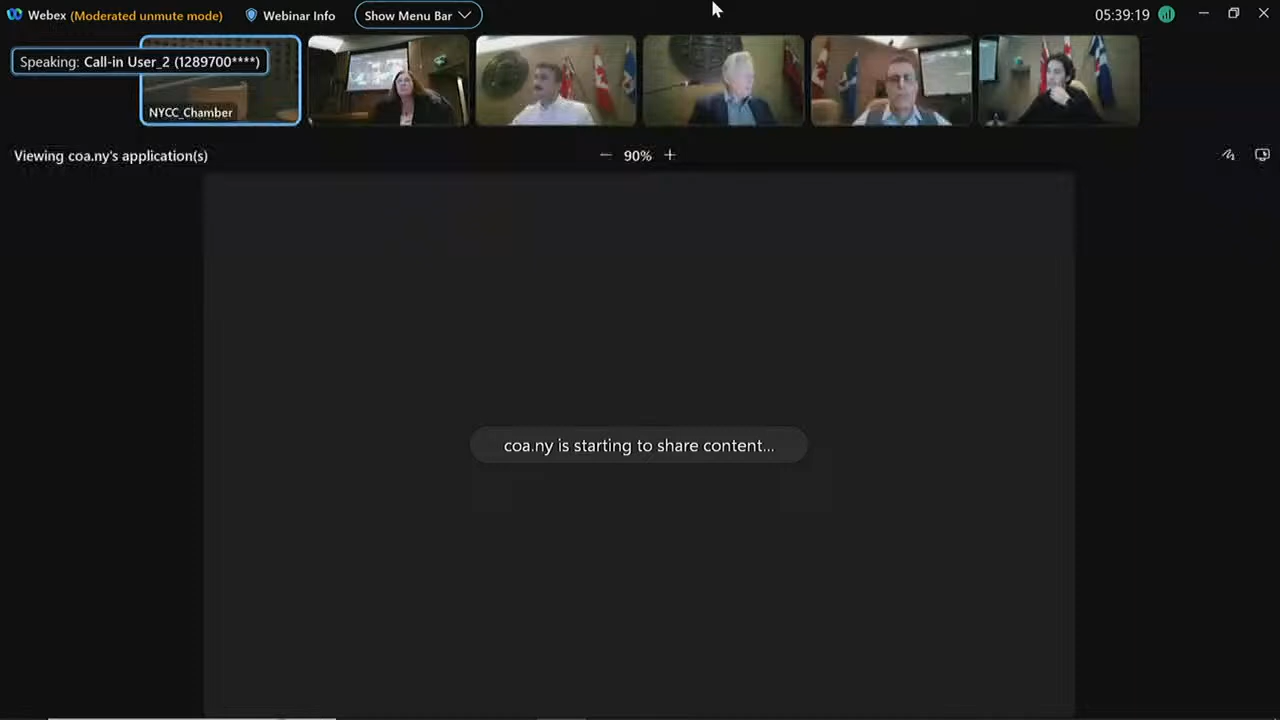 Webex (Moderated unmute mode) Webinar Info Show Menu Bar 05:39:19
Speaking: Call-in User_2 (1289700****)
NYCC_Chamber
Viewing coa.ny's application(s) 90%
coa.ny is starting to share content...